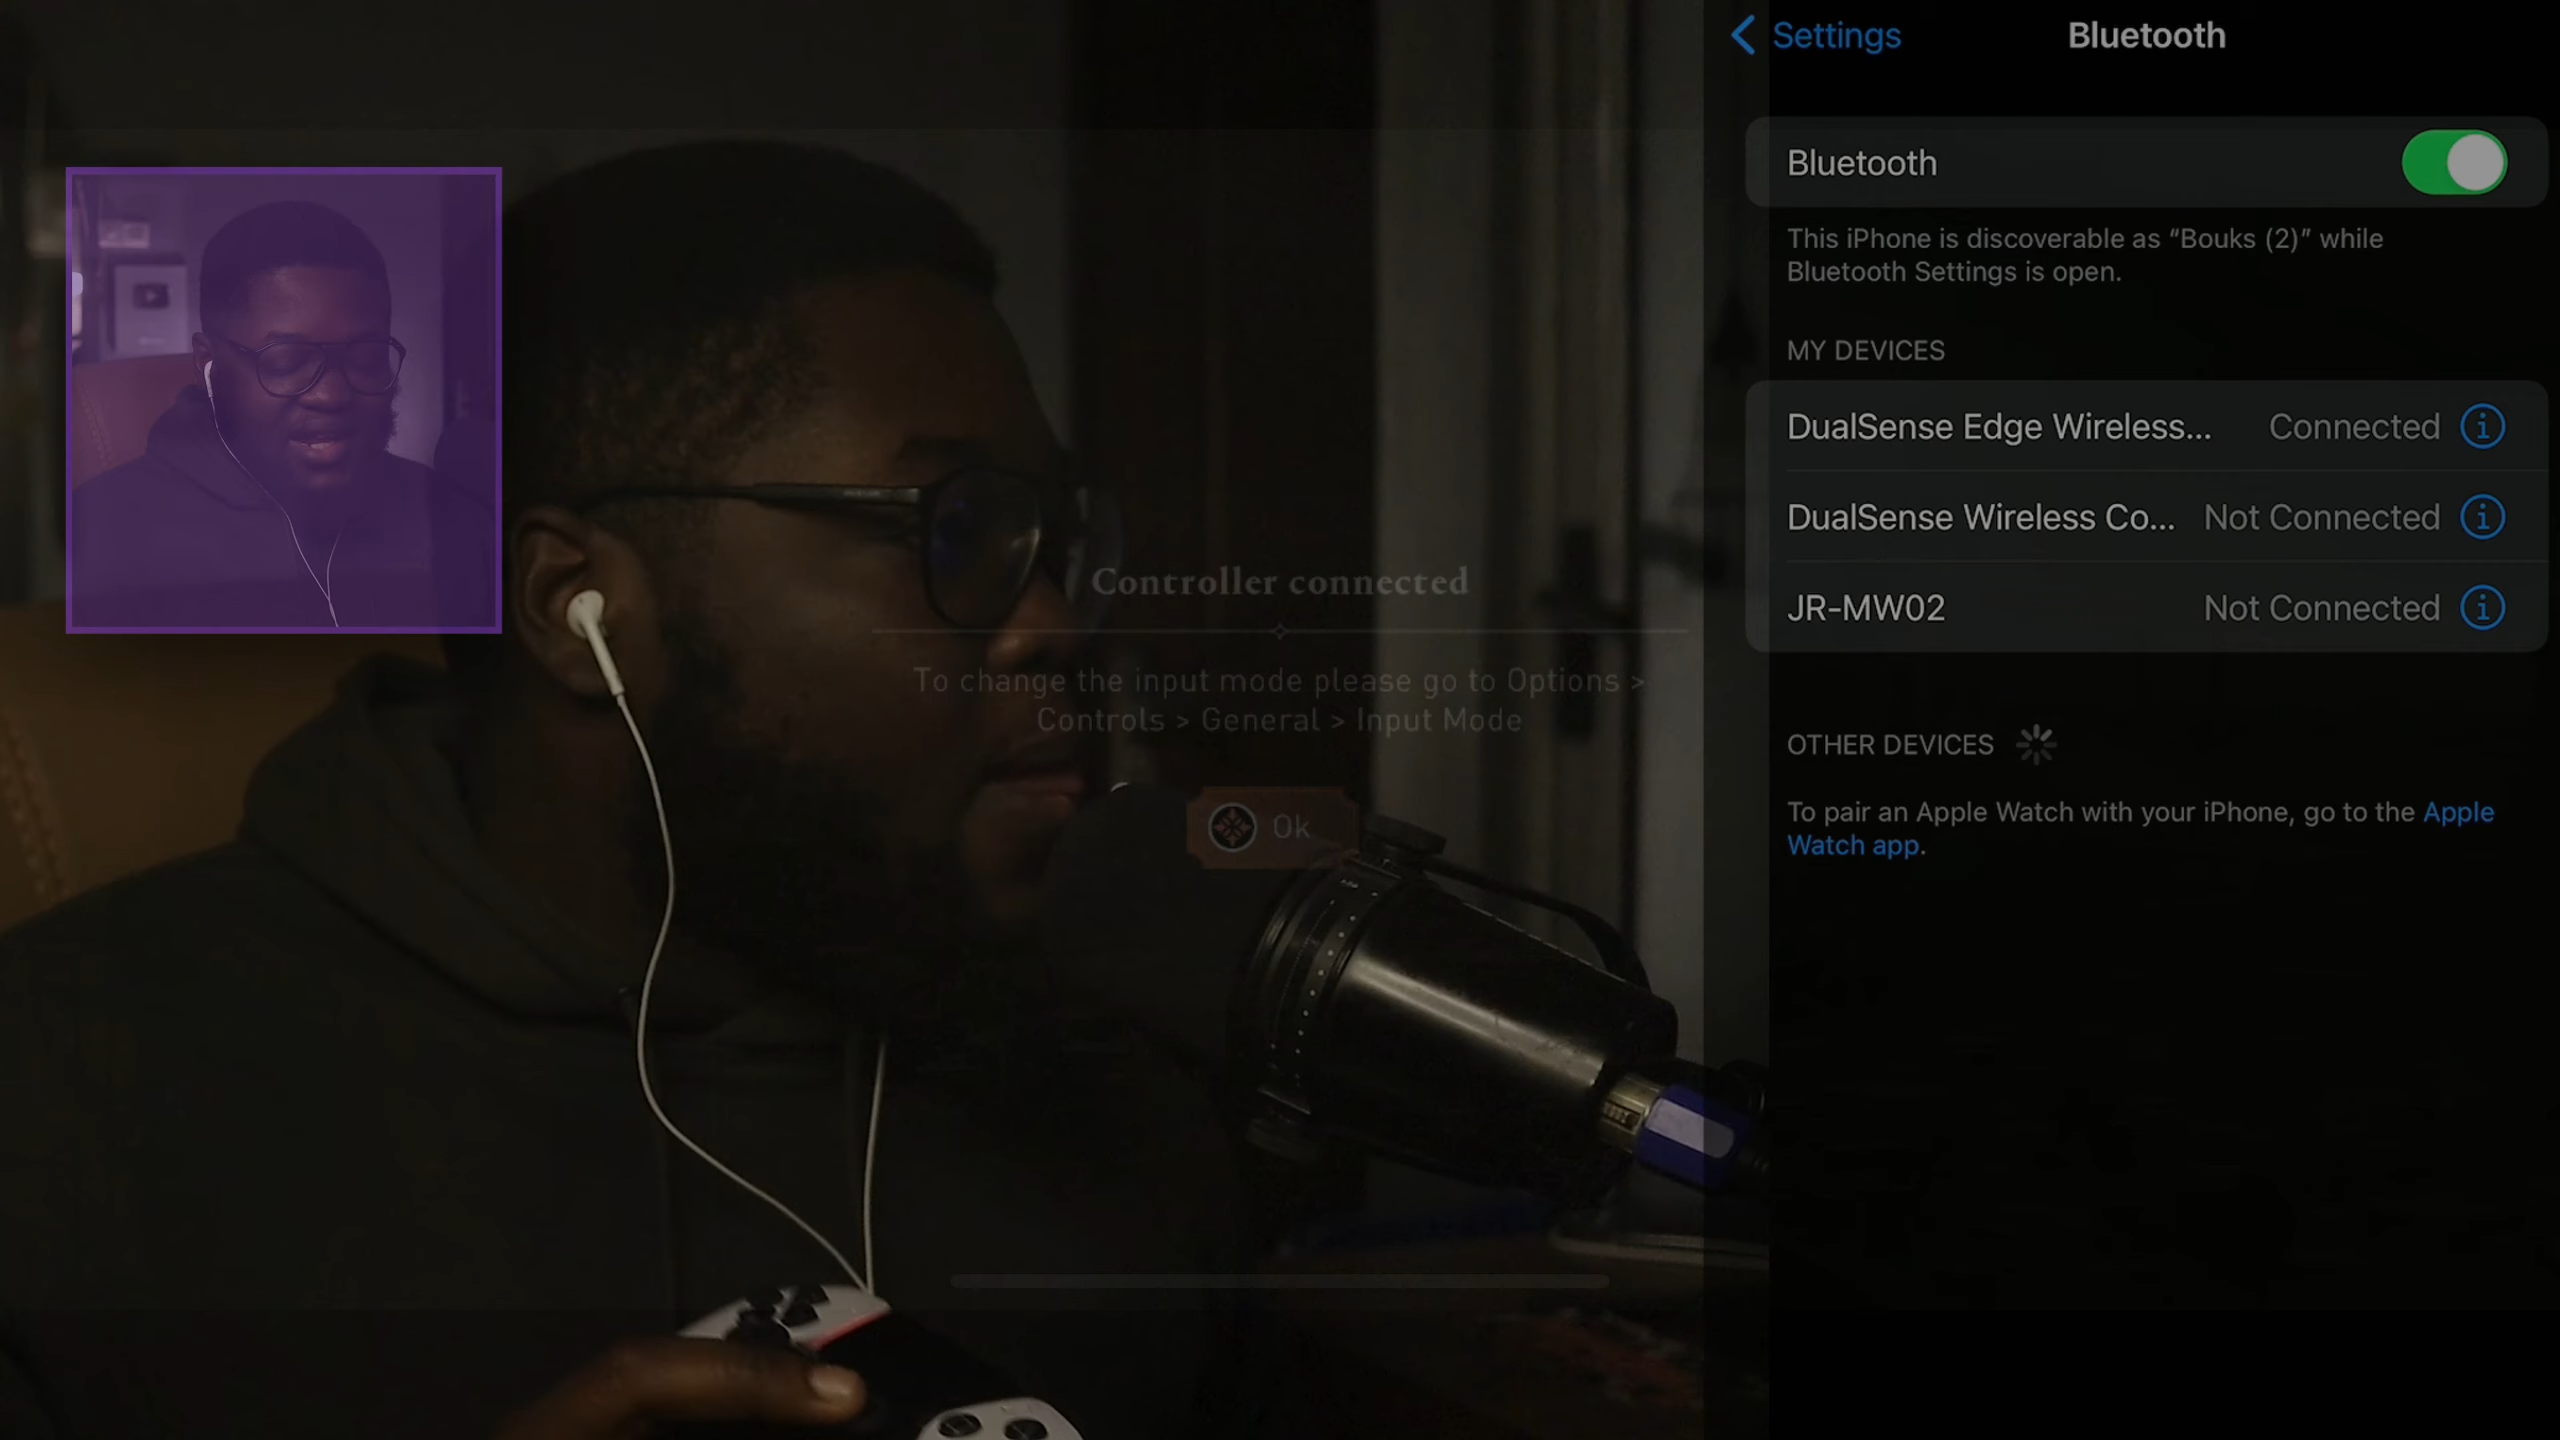 Settings
Bluetooth
Bluetooth
This iPhone is discoverable as “Bouks (2)” while
Bluetooth Settings is open.
MY DEVICES
DualSense Edge Wireless... Connected
DualSense Wireless Co... Not Connected
JR-MW02 Not Connected
OTHER DEVICES
To pair an Apple Watch with your iPhone, go to the Apple
Watch app.
Controller connected
To change the input mode please go to Options >
Controls > General > Input Mode
Ok